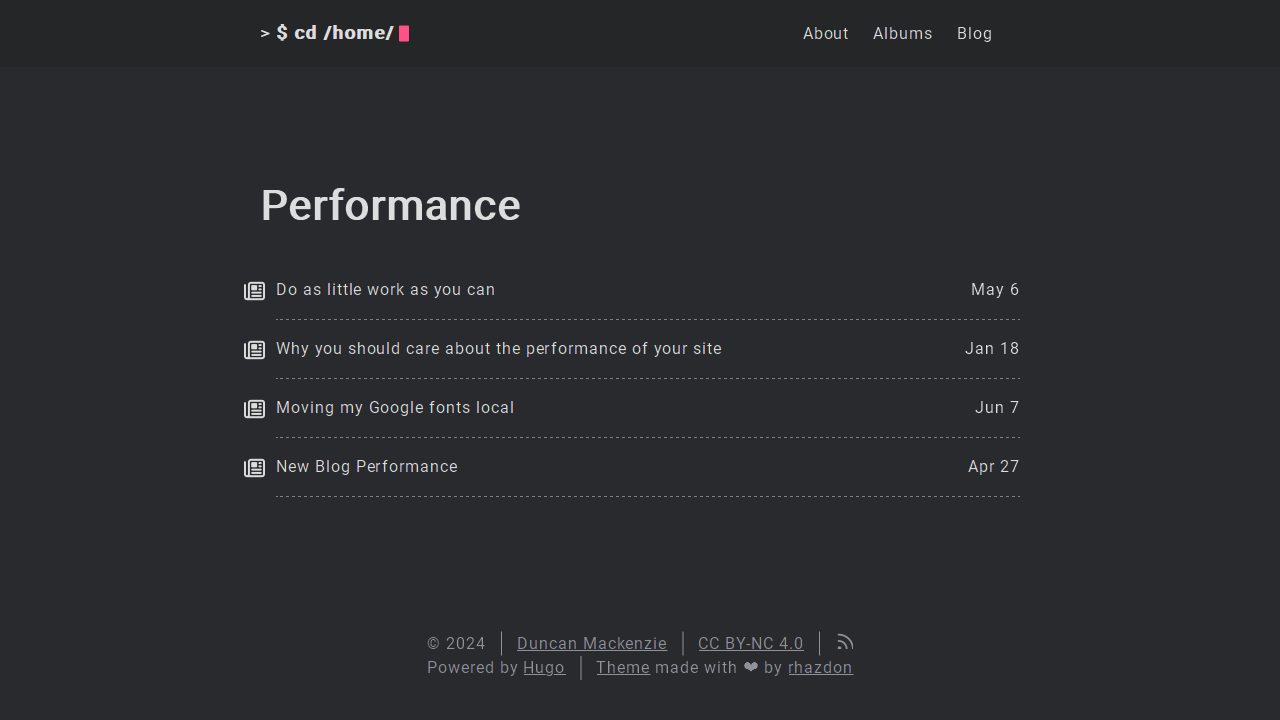 > $ cd /home/
About Albums Blog
Performance
Do as little work as you can May 6
Why you should care about the performance of your site Jan 18
Moving my Google fonts local Jun 7
New Blog Performance Apr 27
© 2024 Duncan Mackenzie CC BY-NC 4.0
Powered by Hugo Theme made with ❤ by rhazdon